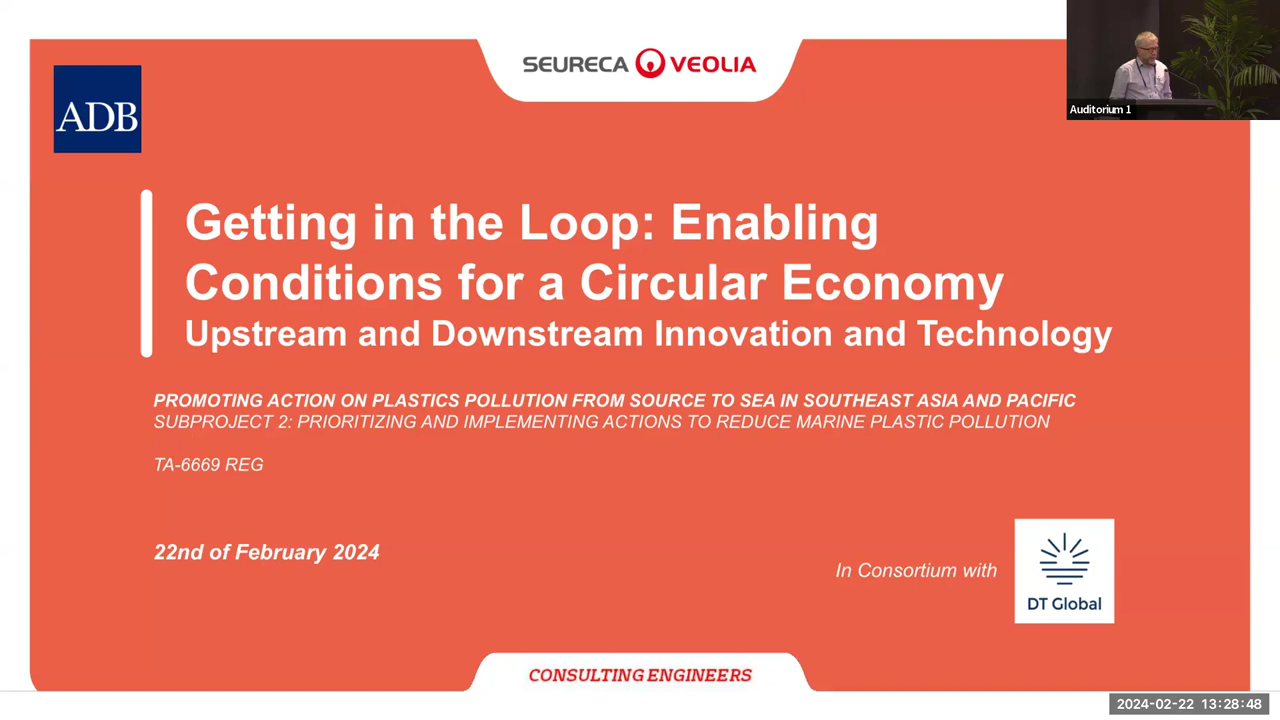 SEURECA VEOLIA
ADB
Auditorium 1
Getting in the Loop: Enabling
Conditions for a Circular Economy
Upstream and Downstream Innovation and Technology
PROMOTING ACTION ON PLASTICS POLLUTION FROM SOURCE TO SEA IN SOUTHEAST ASIA AND PACIFIC
SUBPROJECT 2: PRIORITIZING AND IMPLEMENTING ACTIONS TO REDUCE MARINE PLASTIC POLLUTION
TA-6669 REG
22nd of February 2024
In Consortium with
DT Global
CONSULTING ENGINEERS
2024-02-22 13:28:48